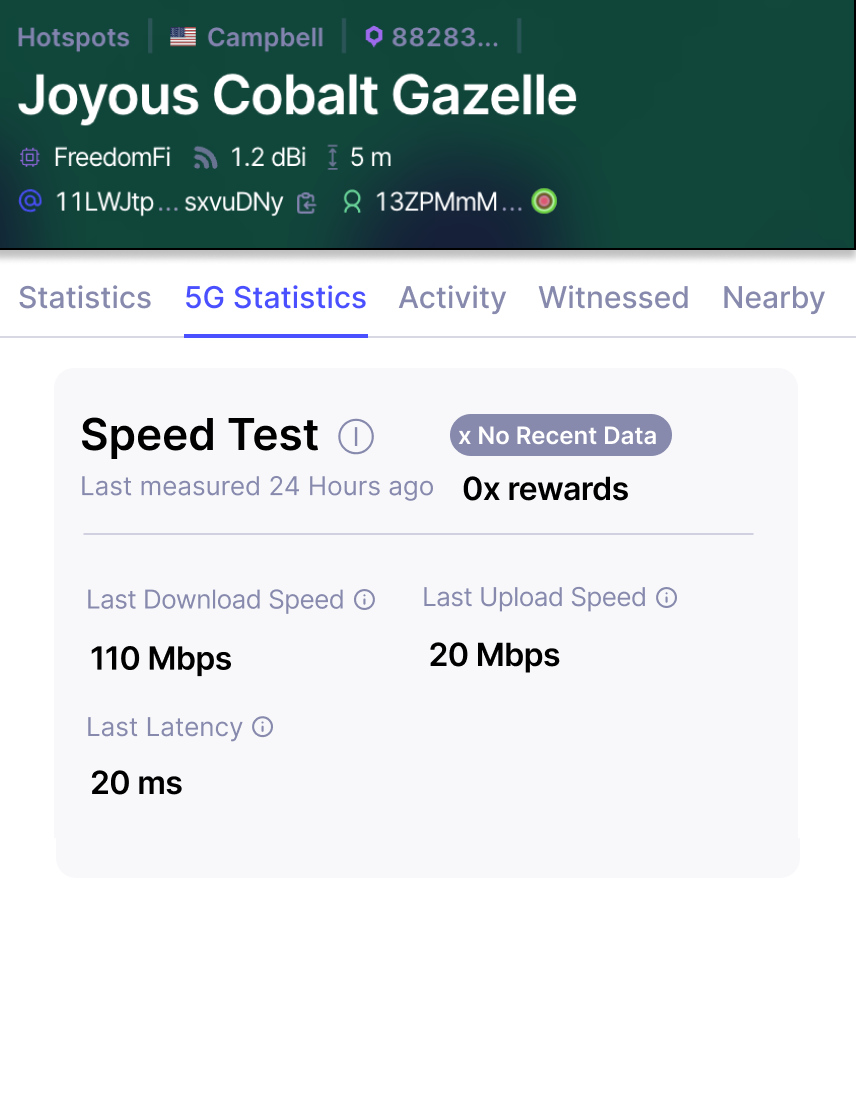 Hotspots Campbell 88283...
Joyous Cobalt Gazelle
FreedomFi 1.2 dBi 5 m
11LWJtp... sxvuDNy 13ZPMmM...
Statistics 5G Statistics Activity Witnessed Nearby
Speed Test x No Recent Data
Last measured 24 Hours ago 0x rewards
Last Download Speed Last Upload Speed
110 Mbps 20 Mbps
Last Latency
20 ms